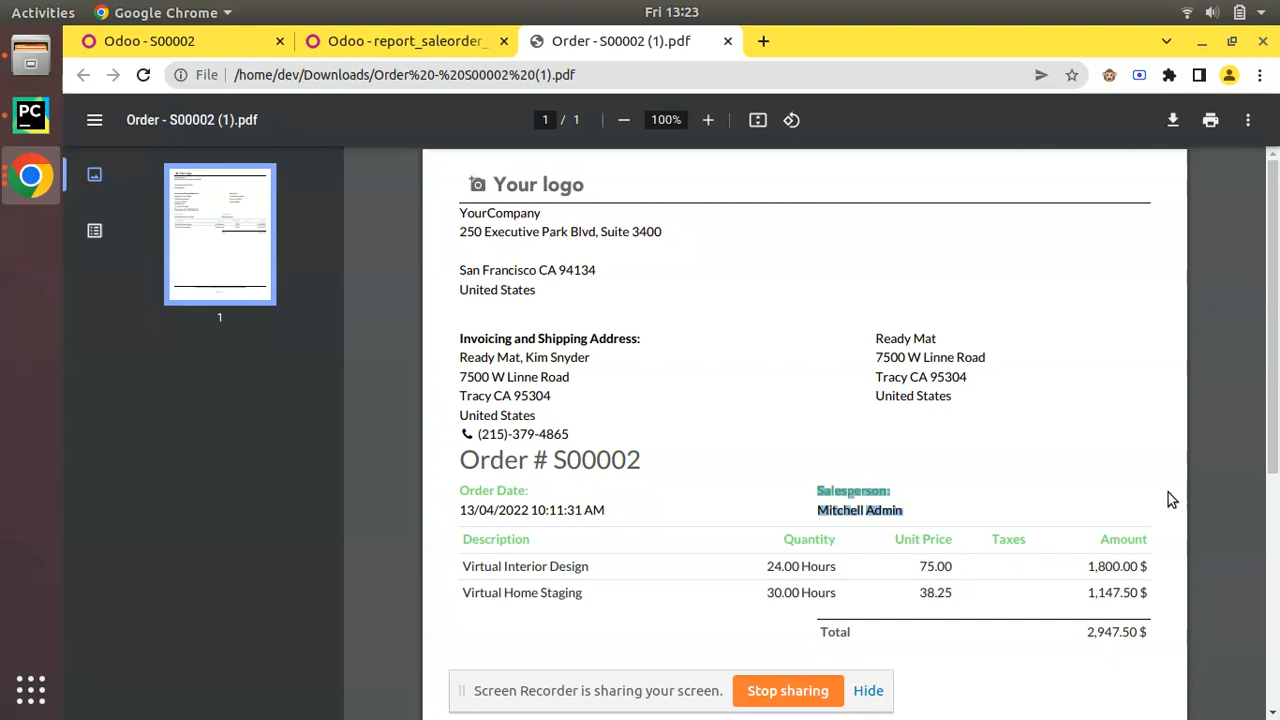 Activities Google Chrome Fri 13:23
Odoo - S00002 Odoo - report_saleorder_ Order - S00002 (1).pdf
File /home/dev/Downloads/Order%20-%20S00002%20(1).pdf
PC Order - S00002 (1).pdf 1 / 1 100%
Your logo
YourCompany
250 Executive Park Blvd, Suite 3400
San Francisco CA 94134
United States
1
Invoicing and Shipping Address: Ready Mat
Ready Mat, Kim Snyder 7500 W Linne Road
7500 W Linne Road Tracy CA 95304
Tracy CA 95304 United States
United States
(215)-379-4865
Order # S00002
Order Date: Salesperson:
13/04/2022 10:11:31 AM Mitchell Admin
Description Quantity Unit Price Taxes Amount
Virtual Interior Design 24.00 Hours 75.00 1,800.00 $
Virtual Home Staging 30.00 Hours 38.25 1,147.50 $
Total 2,947.50 $
Screen Recorder is sharing your screen. Stop sharing Hide